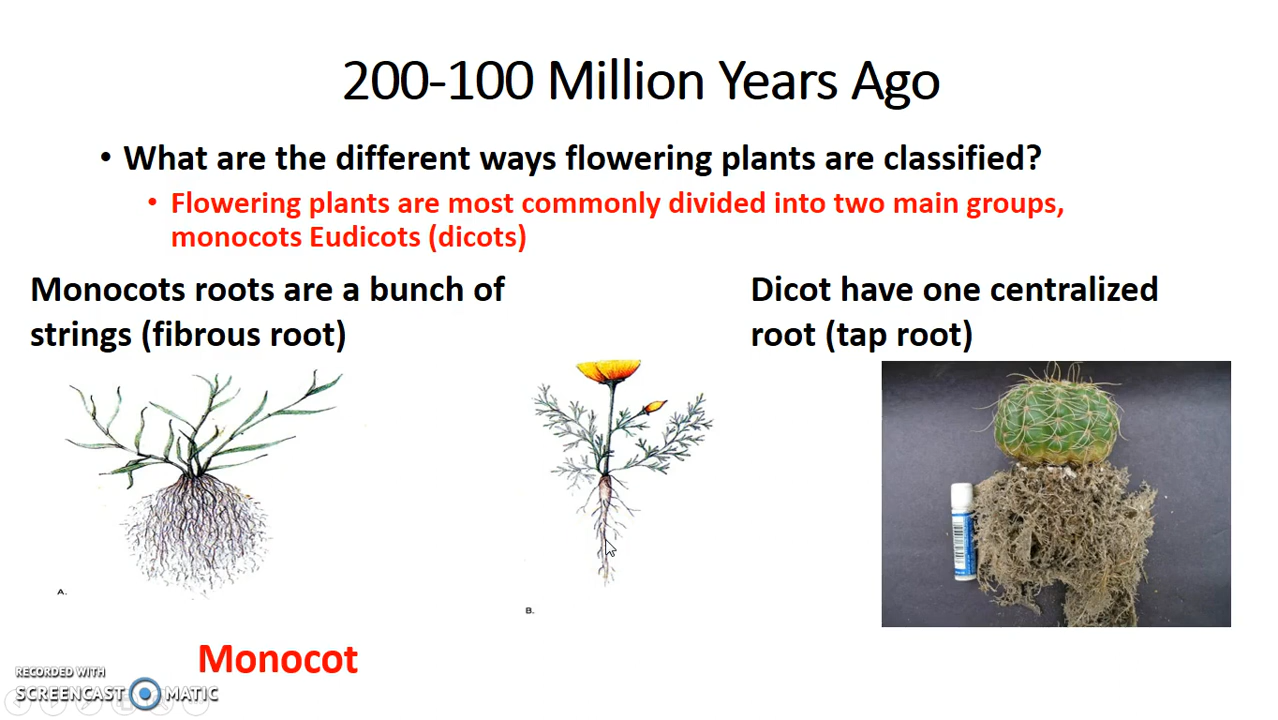 200-100 Million Years Ago
• What are the different ways flowering plants are classified?
• Flowering plants are most commonly divided into two main groups,
monocots Eudicots (dicots)
Monocots roots are a bunch of
strings (fibrous root)
Dicot have one centralized
root (tap root)
A.
B.
Monocot
RECORDED WITH
SCREENCAST MATIC